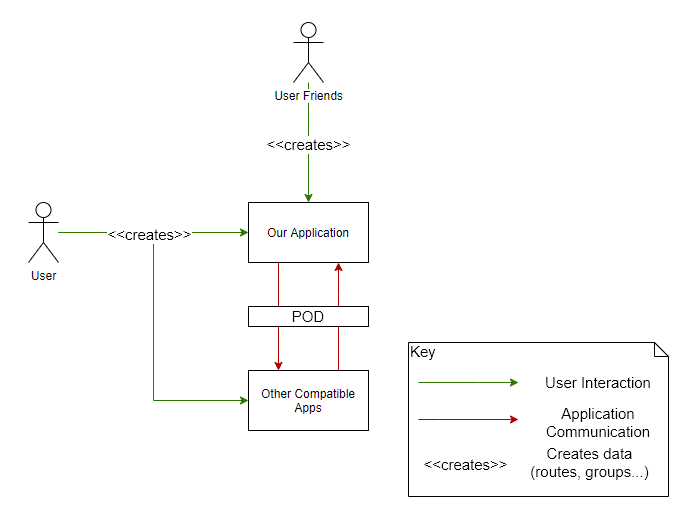 User Friends
<<creates>>
Our Application
<<creates>>
User
POD
Other Compatible
Apps
Key
User Interaction
Application
Communication
<<creates>>
Creates data
(routes, groups...)